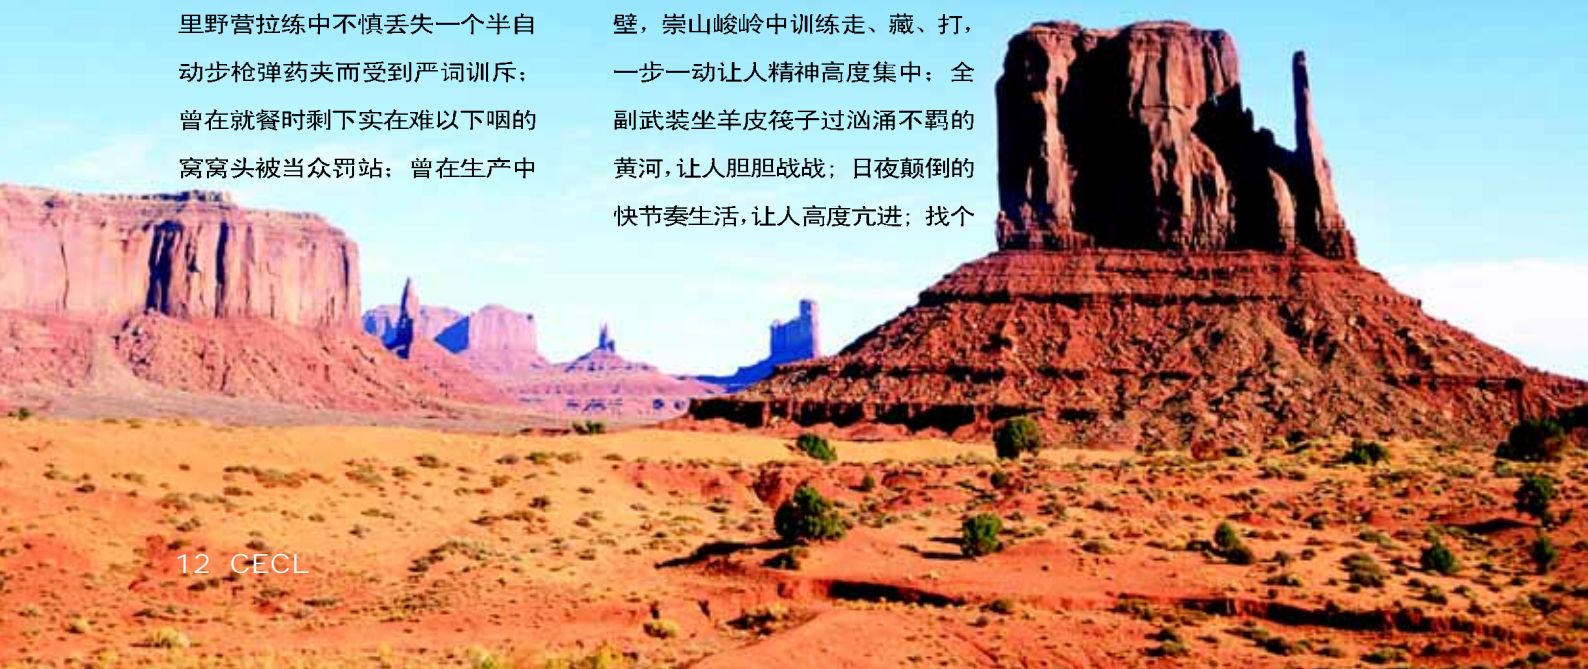 里野营拉练中不慎丢失一个半自
动步枪弹药夹而受到严词训斥；
曾在就餐时剩下实在难以下咽的
窝窝头被当众罚站；曾在生产中
壁，崇山峻岭中训练走、藏、打，
一步一动让人精神高度集中；全
副武装坐羊皮筏子过汹涌不羁的
黄河，让人胆胆战战；日夜颠倒的
快节奏生活，让人高度亢进；找个
12 CECL